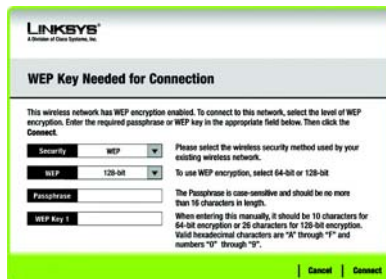 LINKSYS®
A Division of Cisco Systems, Inc.
WEP Key Needed for Connection
This wireless network has WEP encryption enabled. To connect to this network, select the level of WEP
encryption. Enter the required passphrase or WEP key in the appropriate field below. Then click the
Connect.
Security WEP Please select the wireless security method used by your
existing wireless network.
WEP 128-bit To use WEP encryption, select 64-bit or 128-bit
Passphrase The Passphrase is case-sensitive and should be no more
than 16 characters in length.
WEP Key 1 When entering this manually, it should be 10 characters for
64-bit encryption or 26 characters for 128-bit encryption.
Valid hexadecimal characters are "A" through "F" and
numbers "0" through "9".
Cancel Connect